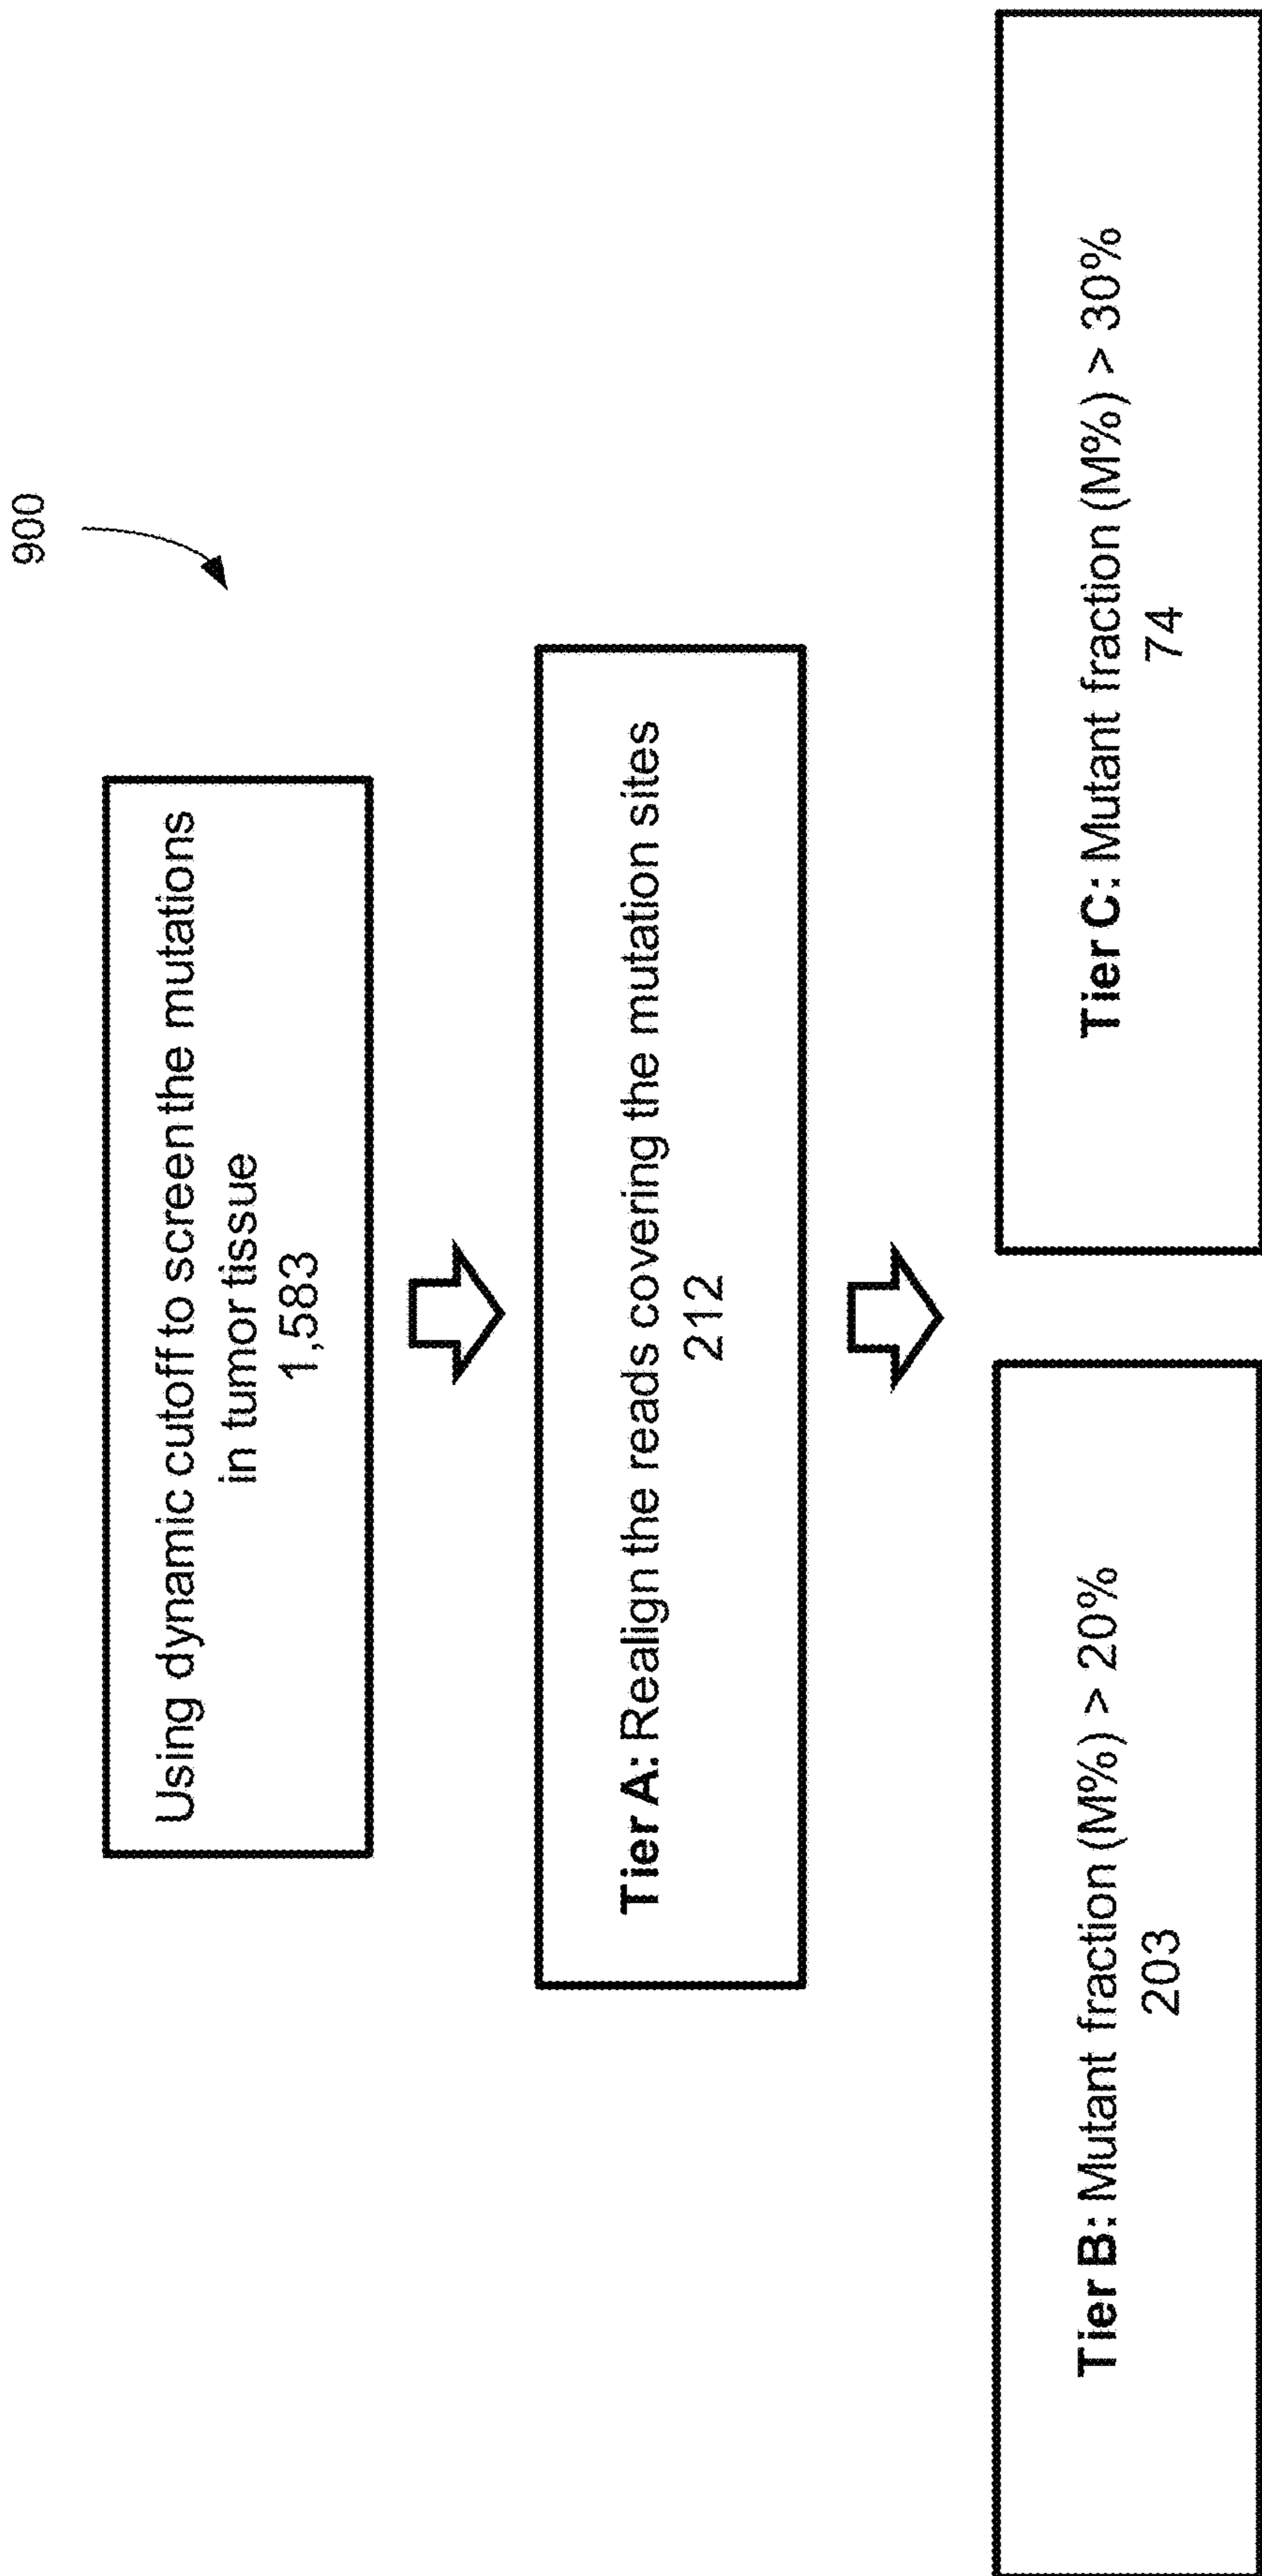 900
Using dynamic cutoff to screen the mutations
in tumor tissue
1,583
Tier A: Realign the reads covering the mutation sites
212
Tier B: Mutant fraction (M%) > 20%
203
Tier C: Mutant fraction (M%) > 30%
74